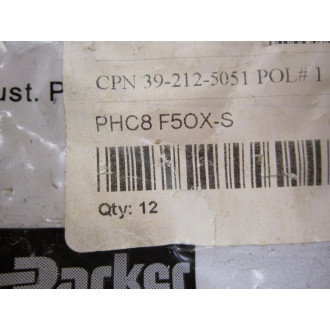 ust. P
CPN 39-212-5051 POL# 1
PHC8 F5OX-S
Qty: 12
Parker